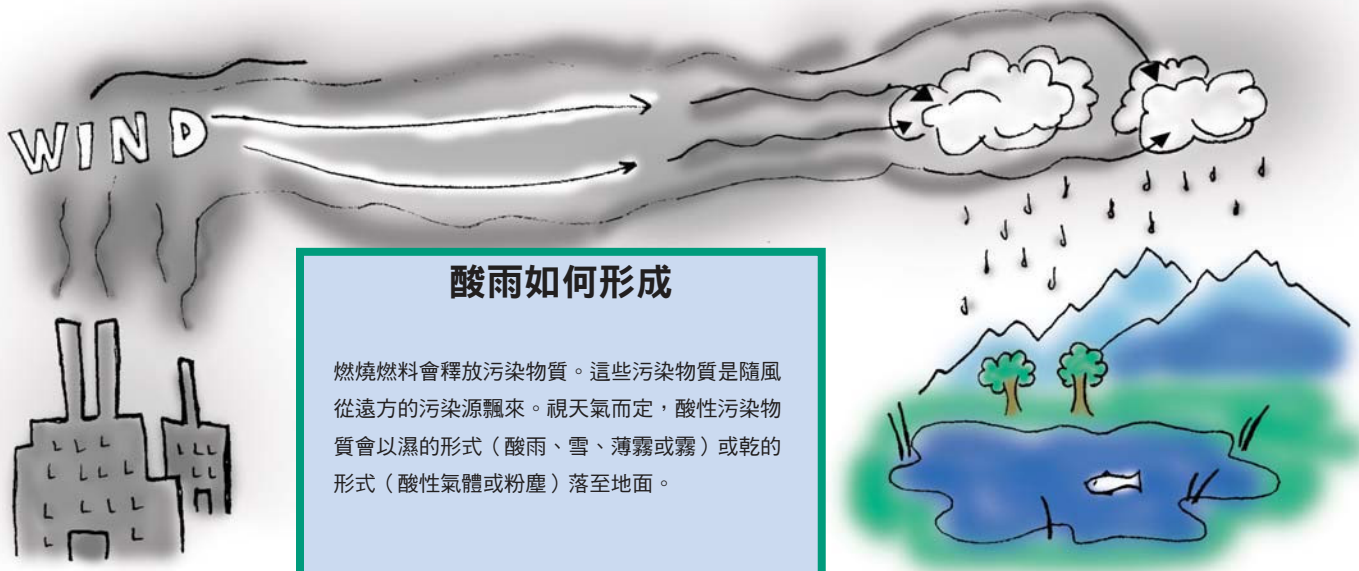 WIND
酸雨如何形成
燃燒燃料會釋放污染物質。這些污染物質是隨風
從遠方的污染源飄來。視天氣而定，酸性污染物
質會以濕的形式（酸雨、雪、薄霧或霧）或乾的
形式（酸性氣體或粉塵）落至地面。